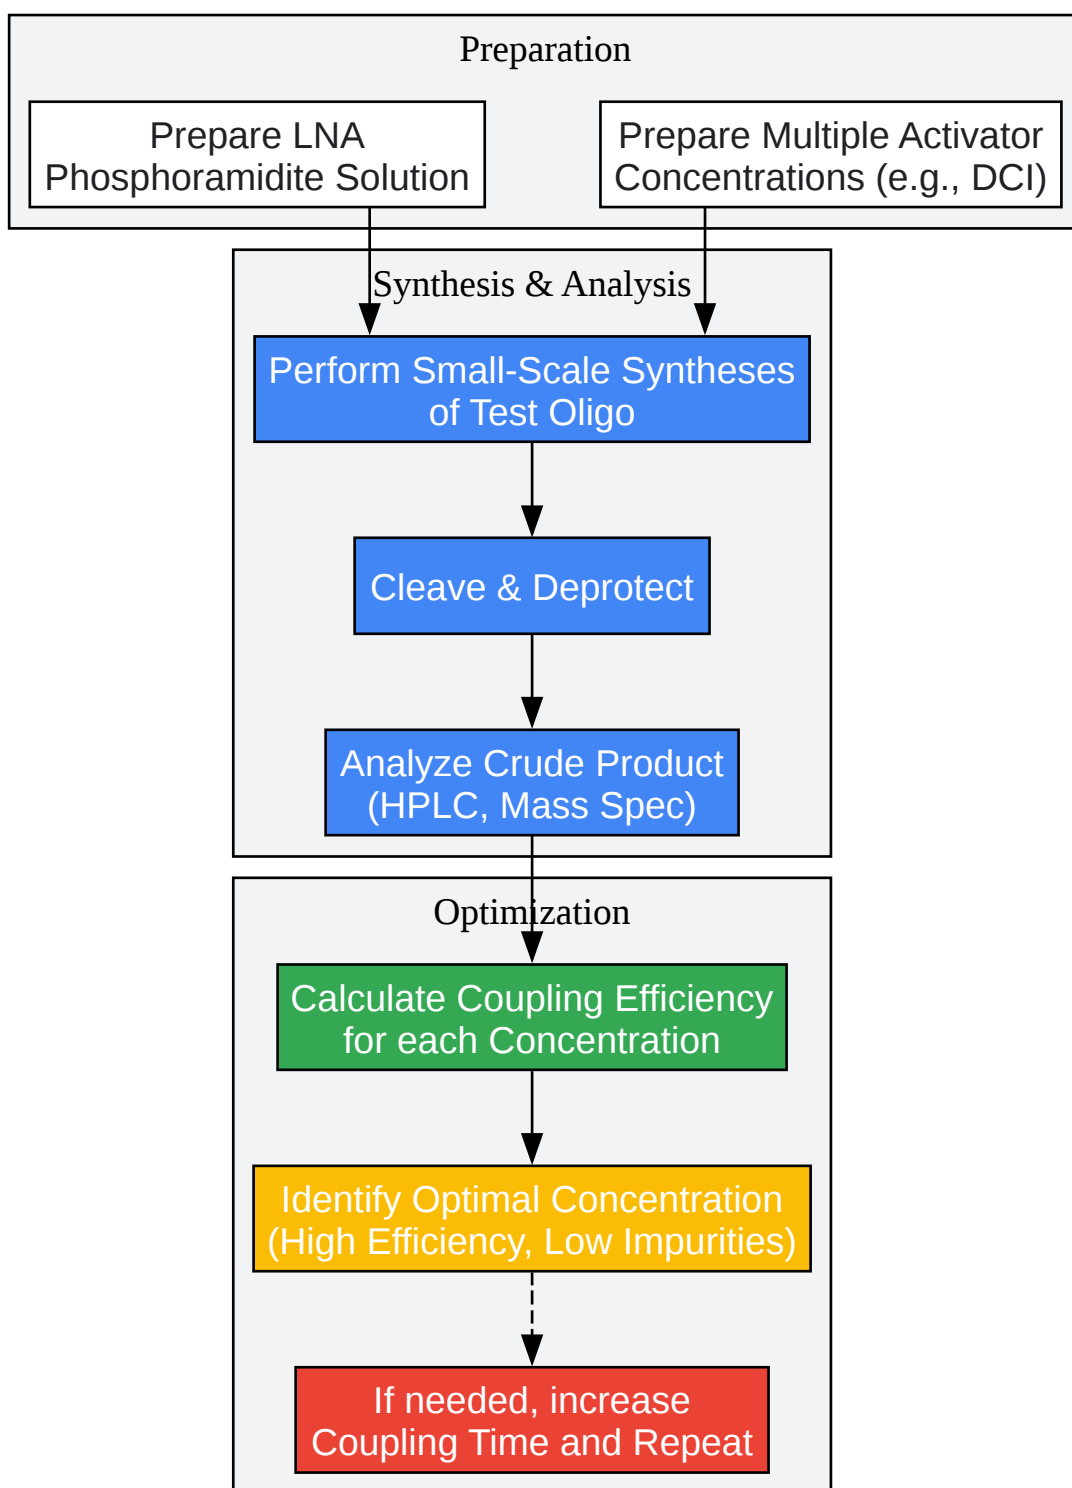 Preparation
Prepare LNA
Phosphoramidite Solution
Prepare Multiple Activator
Concentrations (e.g., DCI)
Synthesis & Analysis
Perform Small-Scale Syntheses
of Test Oligo
Cleave & Deprotect
Analyze Crude Product
(HPLC, Mass Spec)
Optimization
Calculate Coupling Efficiency
for each Concentration
Identify Optimal Concentration
(High Efficiency, Low Impurities)
If needed, increase
Coupling Time and Repeat